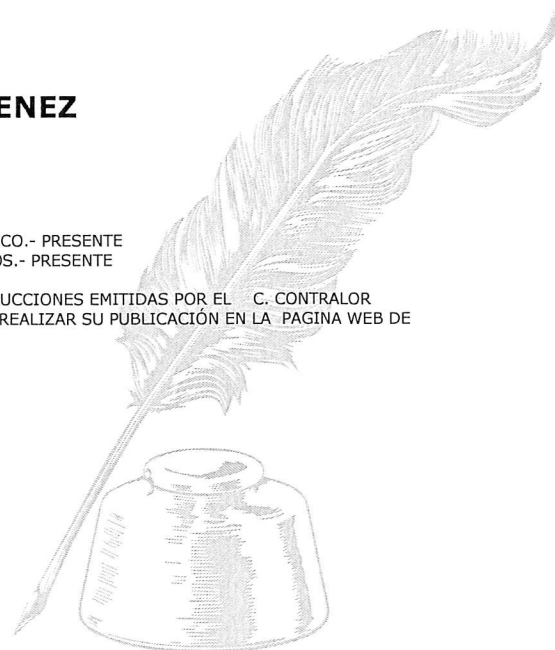 ENEZ
CO.- PRESENTE
OS.- PRESENTE
UCCIONES EMITIDAS POR EL C. CONTRALOR
REALIZAR SU PUBLICACIÓN EN LA PAGINA WEB DE